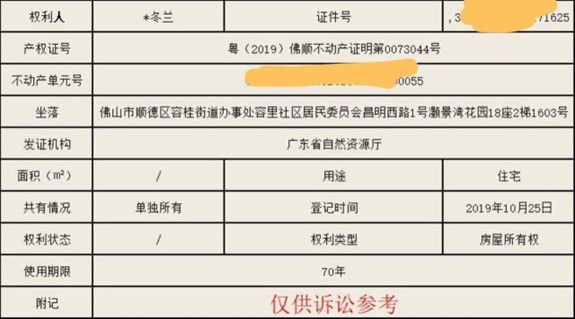 权利人 *冬兰 证件号 ,3 71625
产权证号 粤（2019）佛顺不动产证明第0073044号
不动产单元号 0055
坐落 佛山市顺德区容桂街道办事处容里社区居民委员会昌明西路1号灏景湾花园18座2梯1603号
发证机构 广东省自然资源厅
面积（㎡） / 用途 住宅
共有情况 单独所有 登记时间 2019年10月25日
权利状态 / 权利类型 房屋所有权
使用期限 70年
附记 仅供诉讼参考